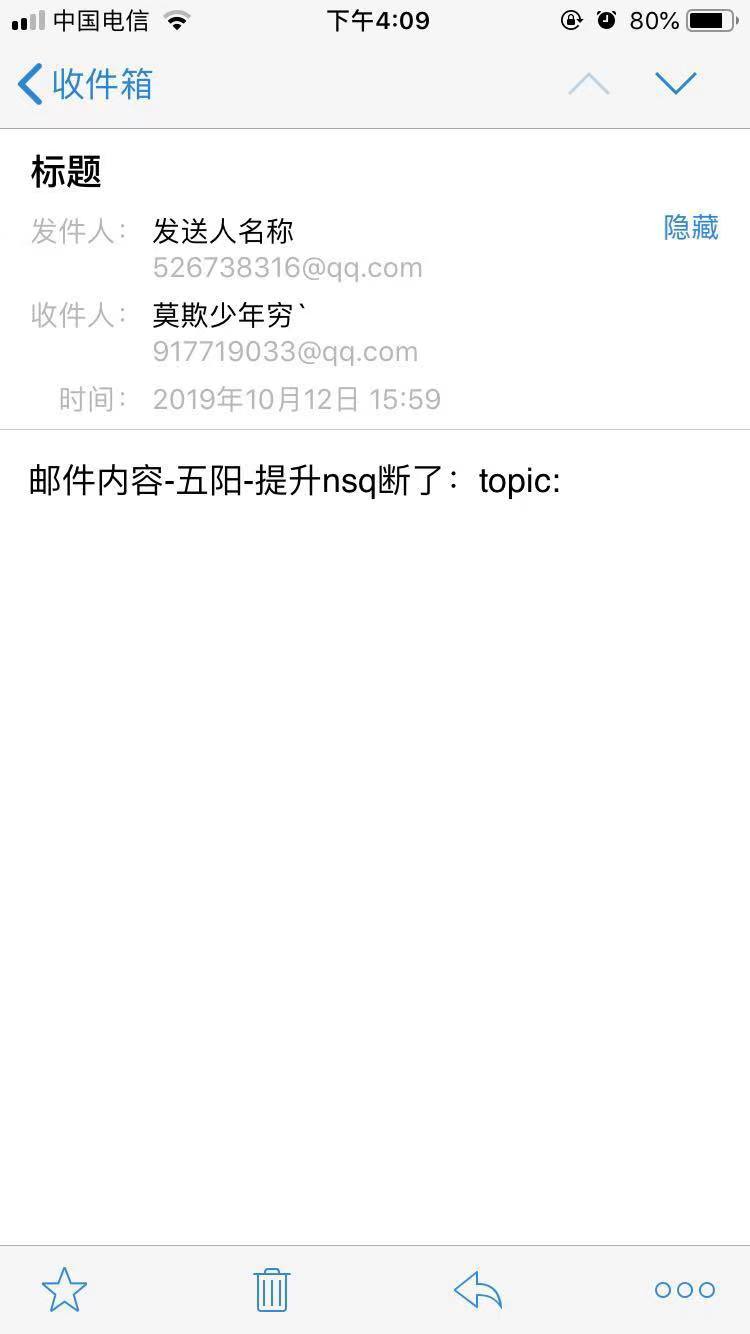 中国电信 下午4:09 80%
收件箱
标题
发件人： 发送人名称 隐藏
526738316@qq.com
收件人： 莫欺少年穷`
917719033@qq.com
时间： 2019年10月12日 15:59
邮件内容-五阳-提升nsq断了：topic: